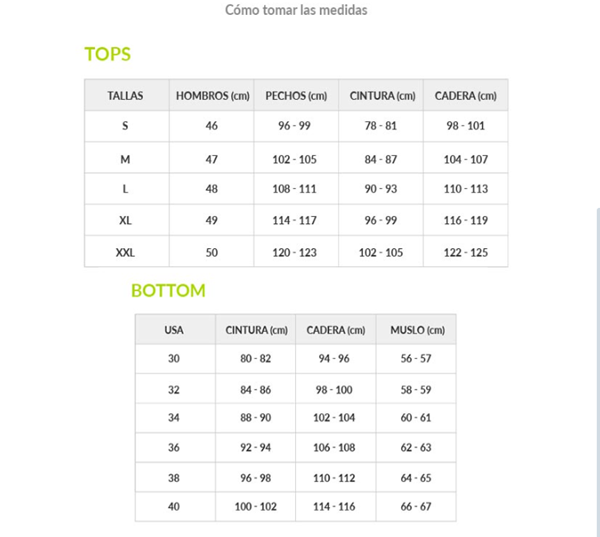 Cómo tomar las medidas
TOPS
TALLAS HOMBROS (cm) PECHOS (cm) CINTURA (cm) CADERA (cm)
S 46 96 - 99 78 - 81 98 - 101
M 47 102 - 105 84 - 87 104 - 107
L 48 108 - 111 90 - 93 110 - 113
XL 49 114 - 117 96 - 99 116 - 119
XXL 50 120 - 123 102 - 105 122 - 125
BOTTOM
USA CINTURA (cm) CADERA (cm) MUSLO (cm)
30 80 - 82 94 - 96 56 - 57
32 84 - 86 98 - 100 58 - 59
34 88 - 90 102 - 104 60 - 61
36 92 - 94 106 - 108 62 - 63
38 96 - 98 110 - 112 64 - 65
40 100 - 102 114 - 116 66 - 67